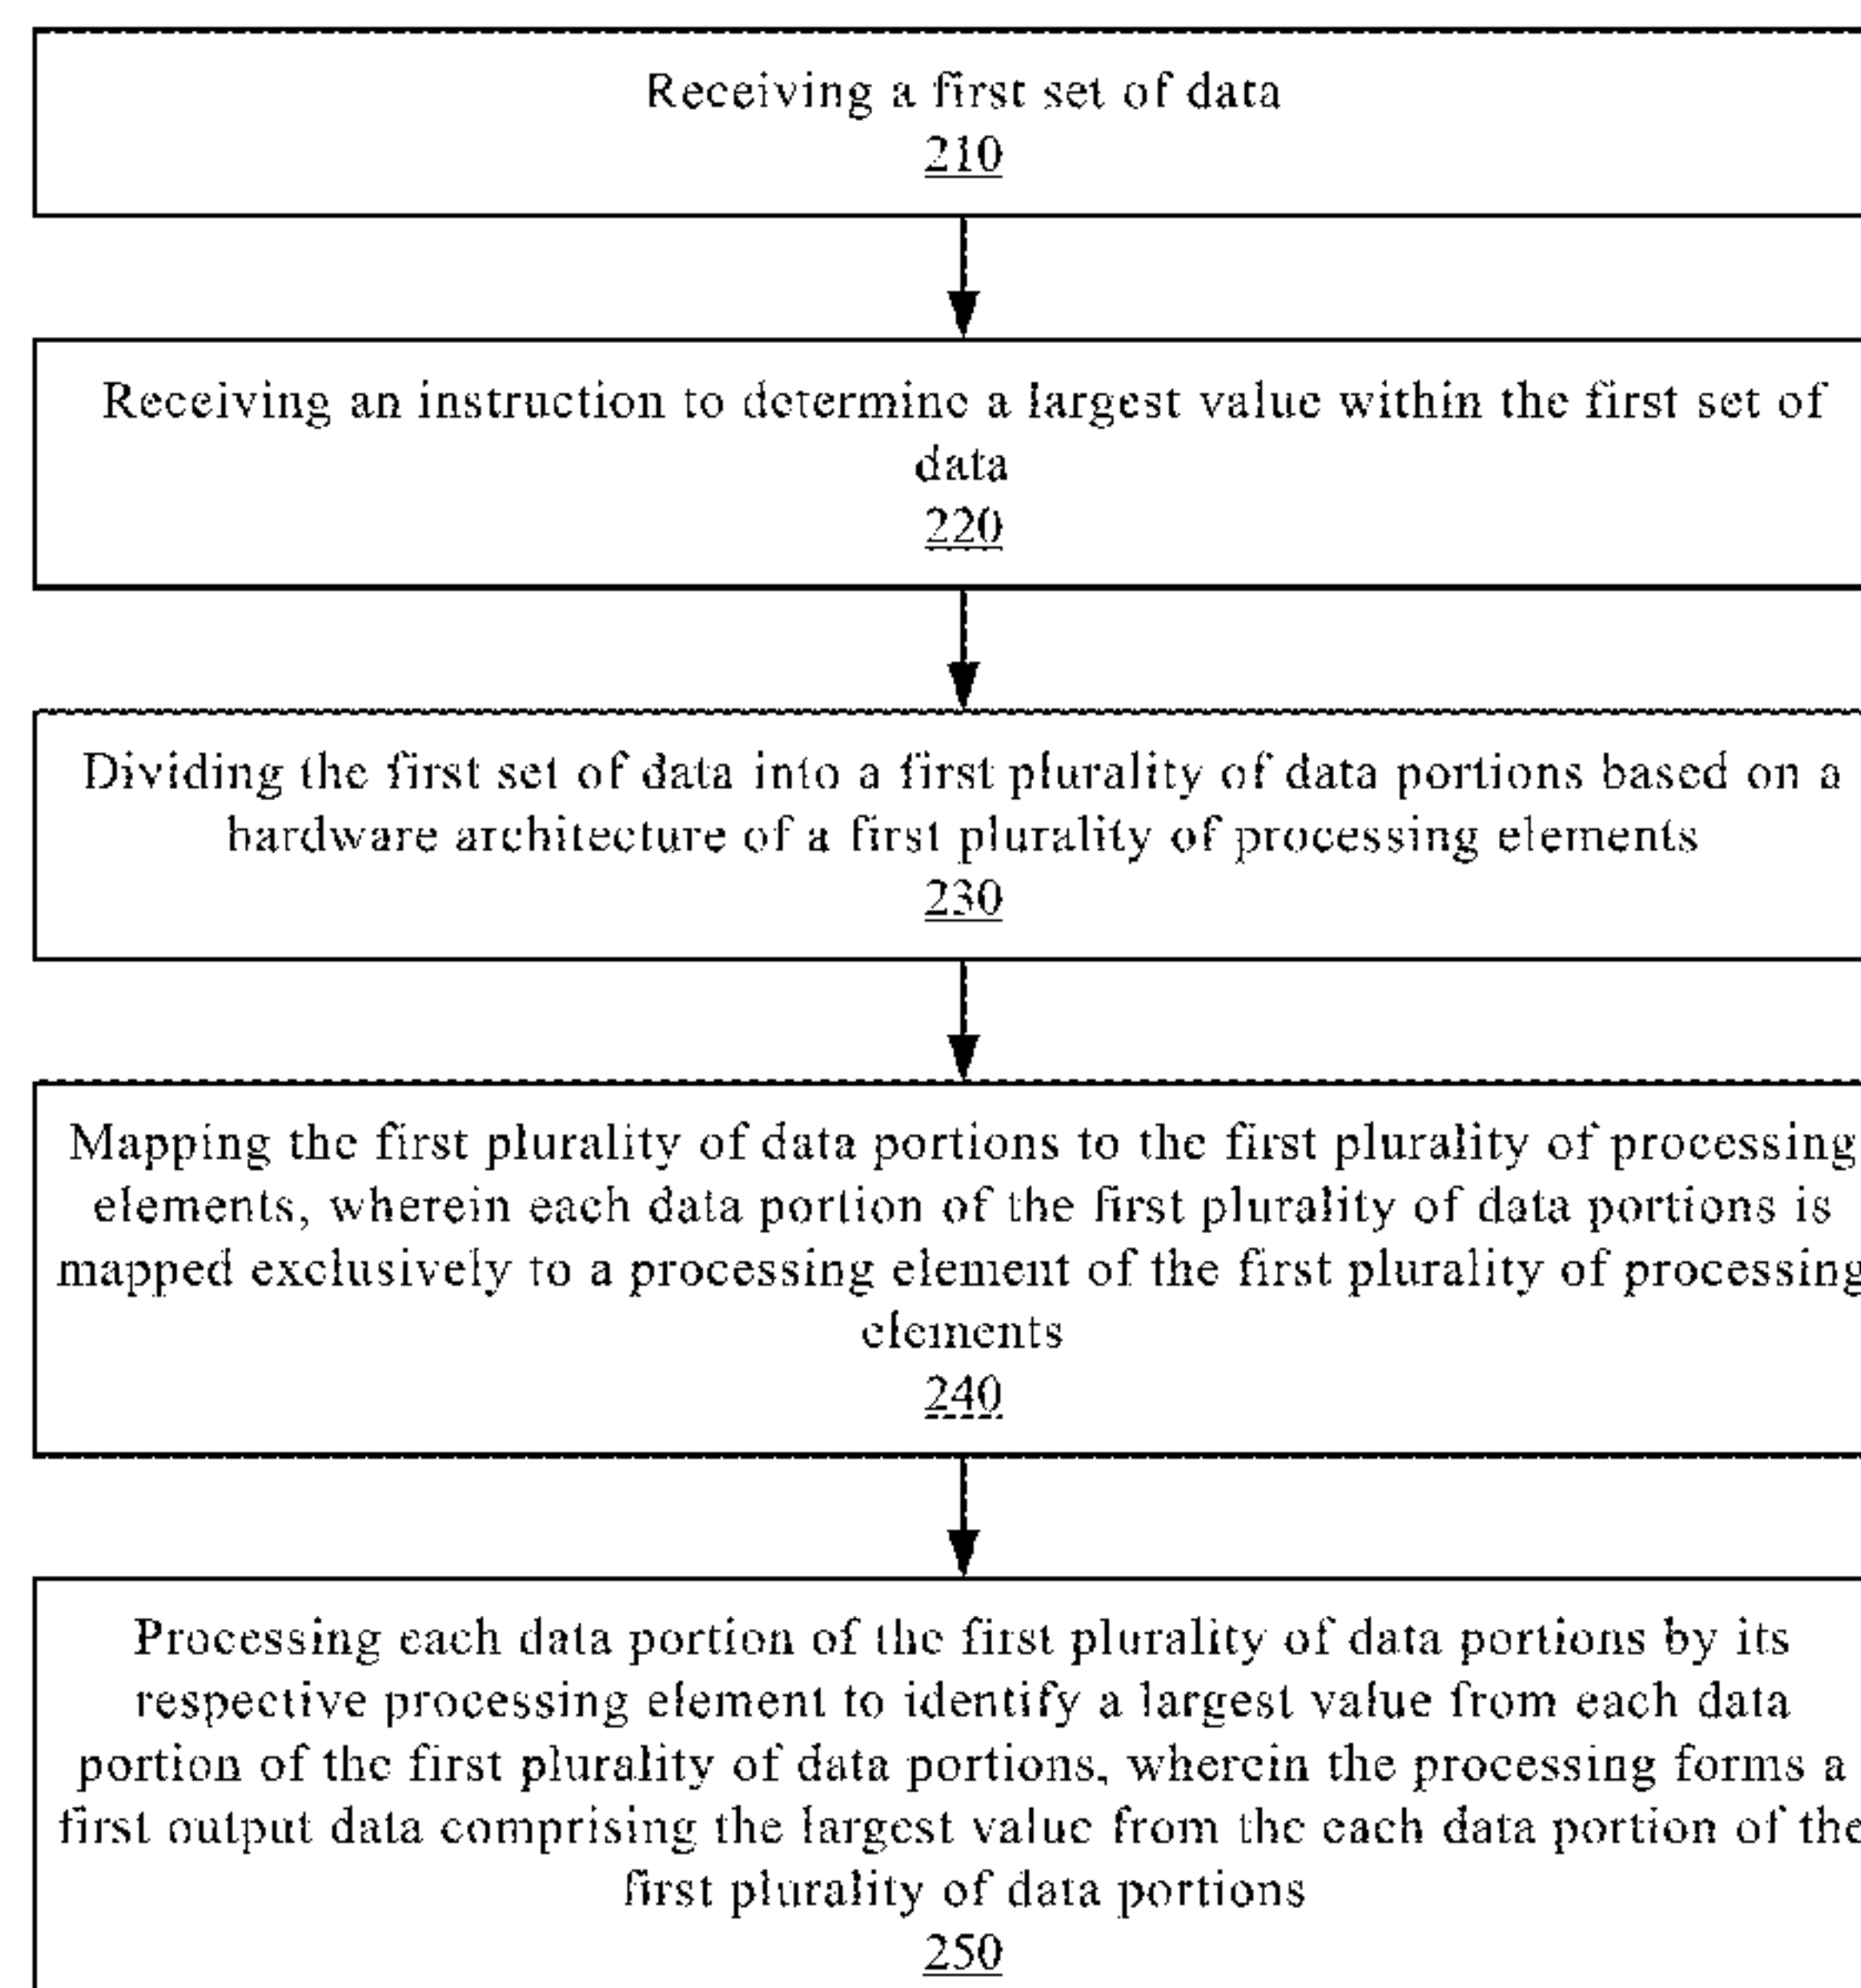 Receiving a first set of data
210
Receiving an instruction to determine a largest value within the first set of
data
220
Dividing the first set of data into a first plurality of data portions based on a
hardware architecture of a first plurality of processing elements
230
Mapping the first plurality of data portions to the first plurality of processing
elements, wherein each data portion of the first plurality of data portions is
mapped exclusively to a processing element of the first plurality of processing
elements
240
Processing each data portion of the first plurality of data portions by its
respective processing element to identify a largest value from each data
portion of the first plurality of data portions, wherein the processing forms a
first output data comprising the largest value from the each data portion of the
first plurality of data portions
250